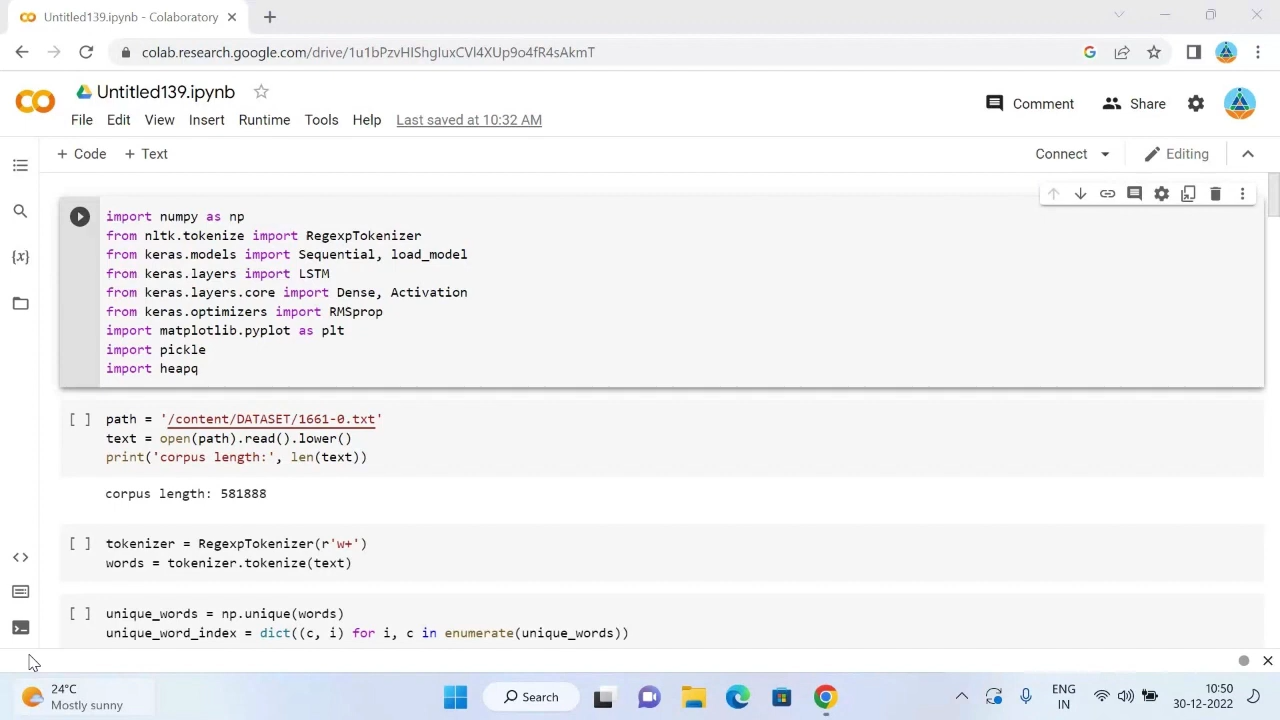 Untitled139.ipynb - Colaboratory
colab.research.google.com/drive/1u1bPzvHIShgIuxCVl4XUp9o4fR4sAkmT
Untitled139.ipynb
Comment
Share
File Edit View Insert Runtime Tools Help Last saved at 10:32 AM
+ Code + Text
Connect
Editing
import numpy as np
from nltk.tokenize import RegexpTokenizer
from keras.models import Sequential, load_model
from keras.layers import LSTM
from keras.layers.core import Dense, Activation
from keras.optimizers import RMSprop
import matplotlib.pyplot as plt
import pickle
import heapq
[ ] path = '/content/DATASET/1661-0.txt'
text = open(path).read().lower()
print('corpus length:', len(text))
corpus length: 581888
[ ] tokenizer = RegexpTokenizer(r'w+')
words = tokenizer.tokenize(text)
[ ] unique_words = np.unique(words)
unique_word_index = dict((c, i) for i, c in enumerate(unique_words))
24°C
Mostly sunny
Search
ENG
IN
10:50
30-12-2022